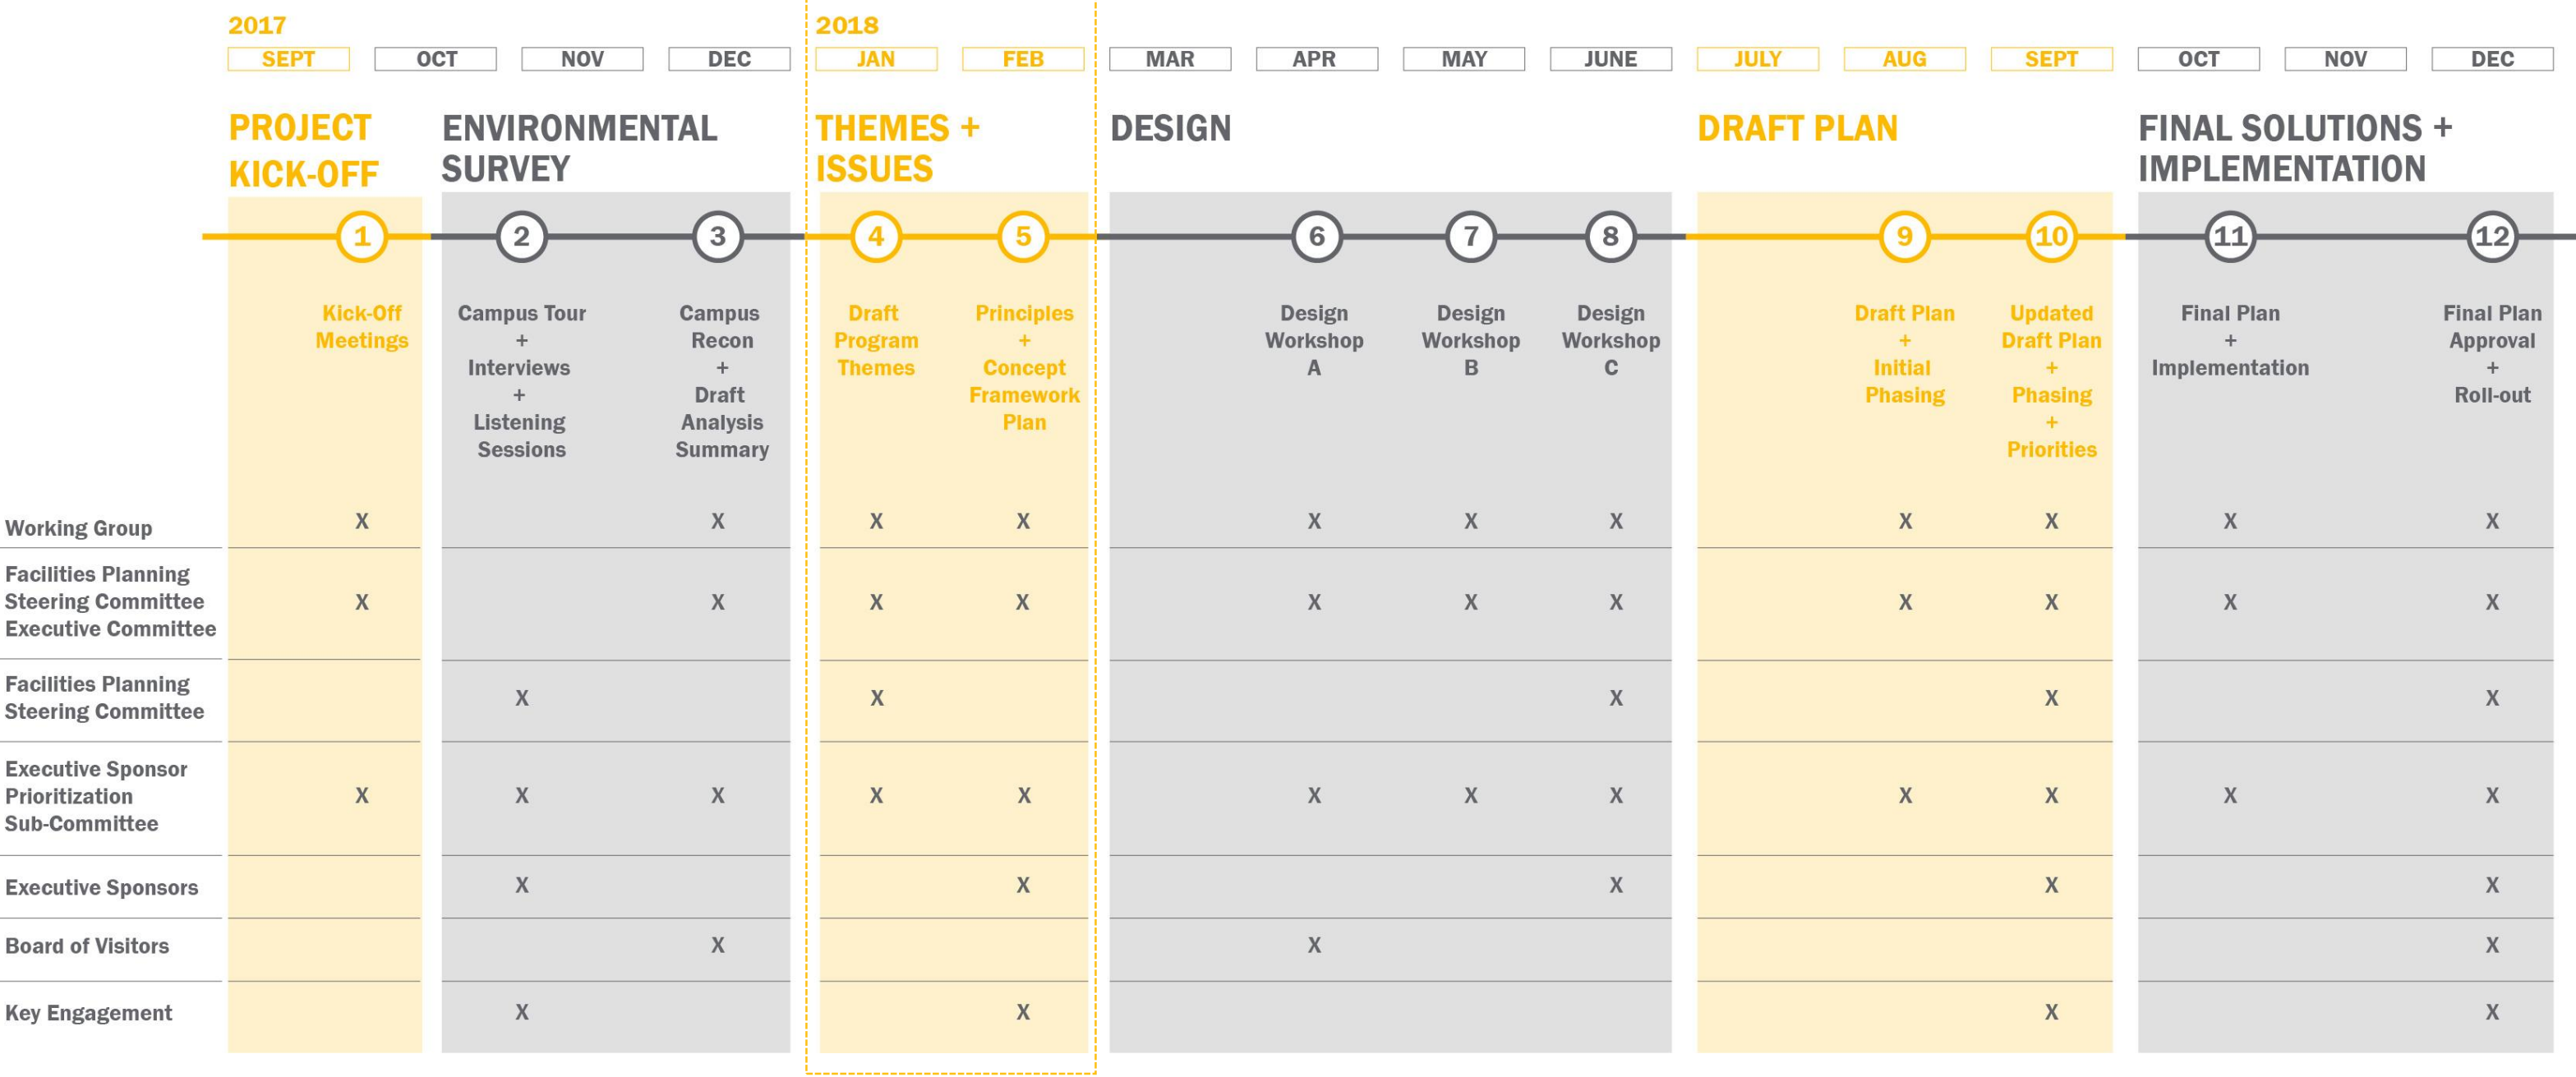 2017
2018
SEPT OCT NOV DEC JAN FEB MAR APR MAY JUNE JULY AUG SEPT OCT NOV DEC
PROJECT
KICK-OFF
ENVIRONMENTAL
SURVEY
THEMES +
ISSUES
DESIGN
DRAFT PLAN
FINAL SOLUTIONS +
IMPLEMENTATION
1 2 3 4 5 6 7 8 9 10 11 12
Kick-Off
Meetings
Campus Tour
+
Interviews
+
Listening
Sessions
Campus
Recon
+
Draft
Analysis
Summary
Draft
Program
Themes
Principles
+
Concept
Framework
Plan
Design
Workshop
A
Design
Workshop
B
Design
Workshop
C
Draft Plan
+
Initial
Phasing
Updated
Draft Plan
+
Phasing
+
Priorities
Final Plan
+
Implementation
Final Plan
Approval
+
Roll-out
Working Group X X X X X X X X X X X
Facilities Planning
Steering Committee X X X X X X X X X X X
Executive Committee
Facilities Planning
Steering Committee X X X X X
Executive Sponsor
Prioritization X X X X X X X X X X X X
Sub-Committee
Executive Sponsors X X X X X
Board of Visitors X X X
Key Engagement X X X X